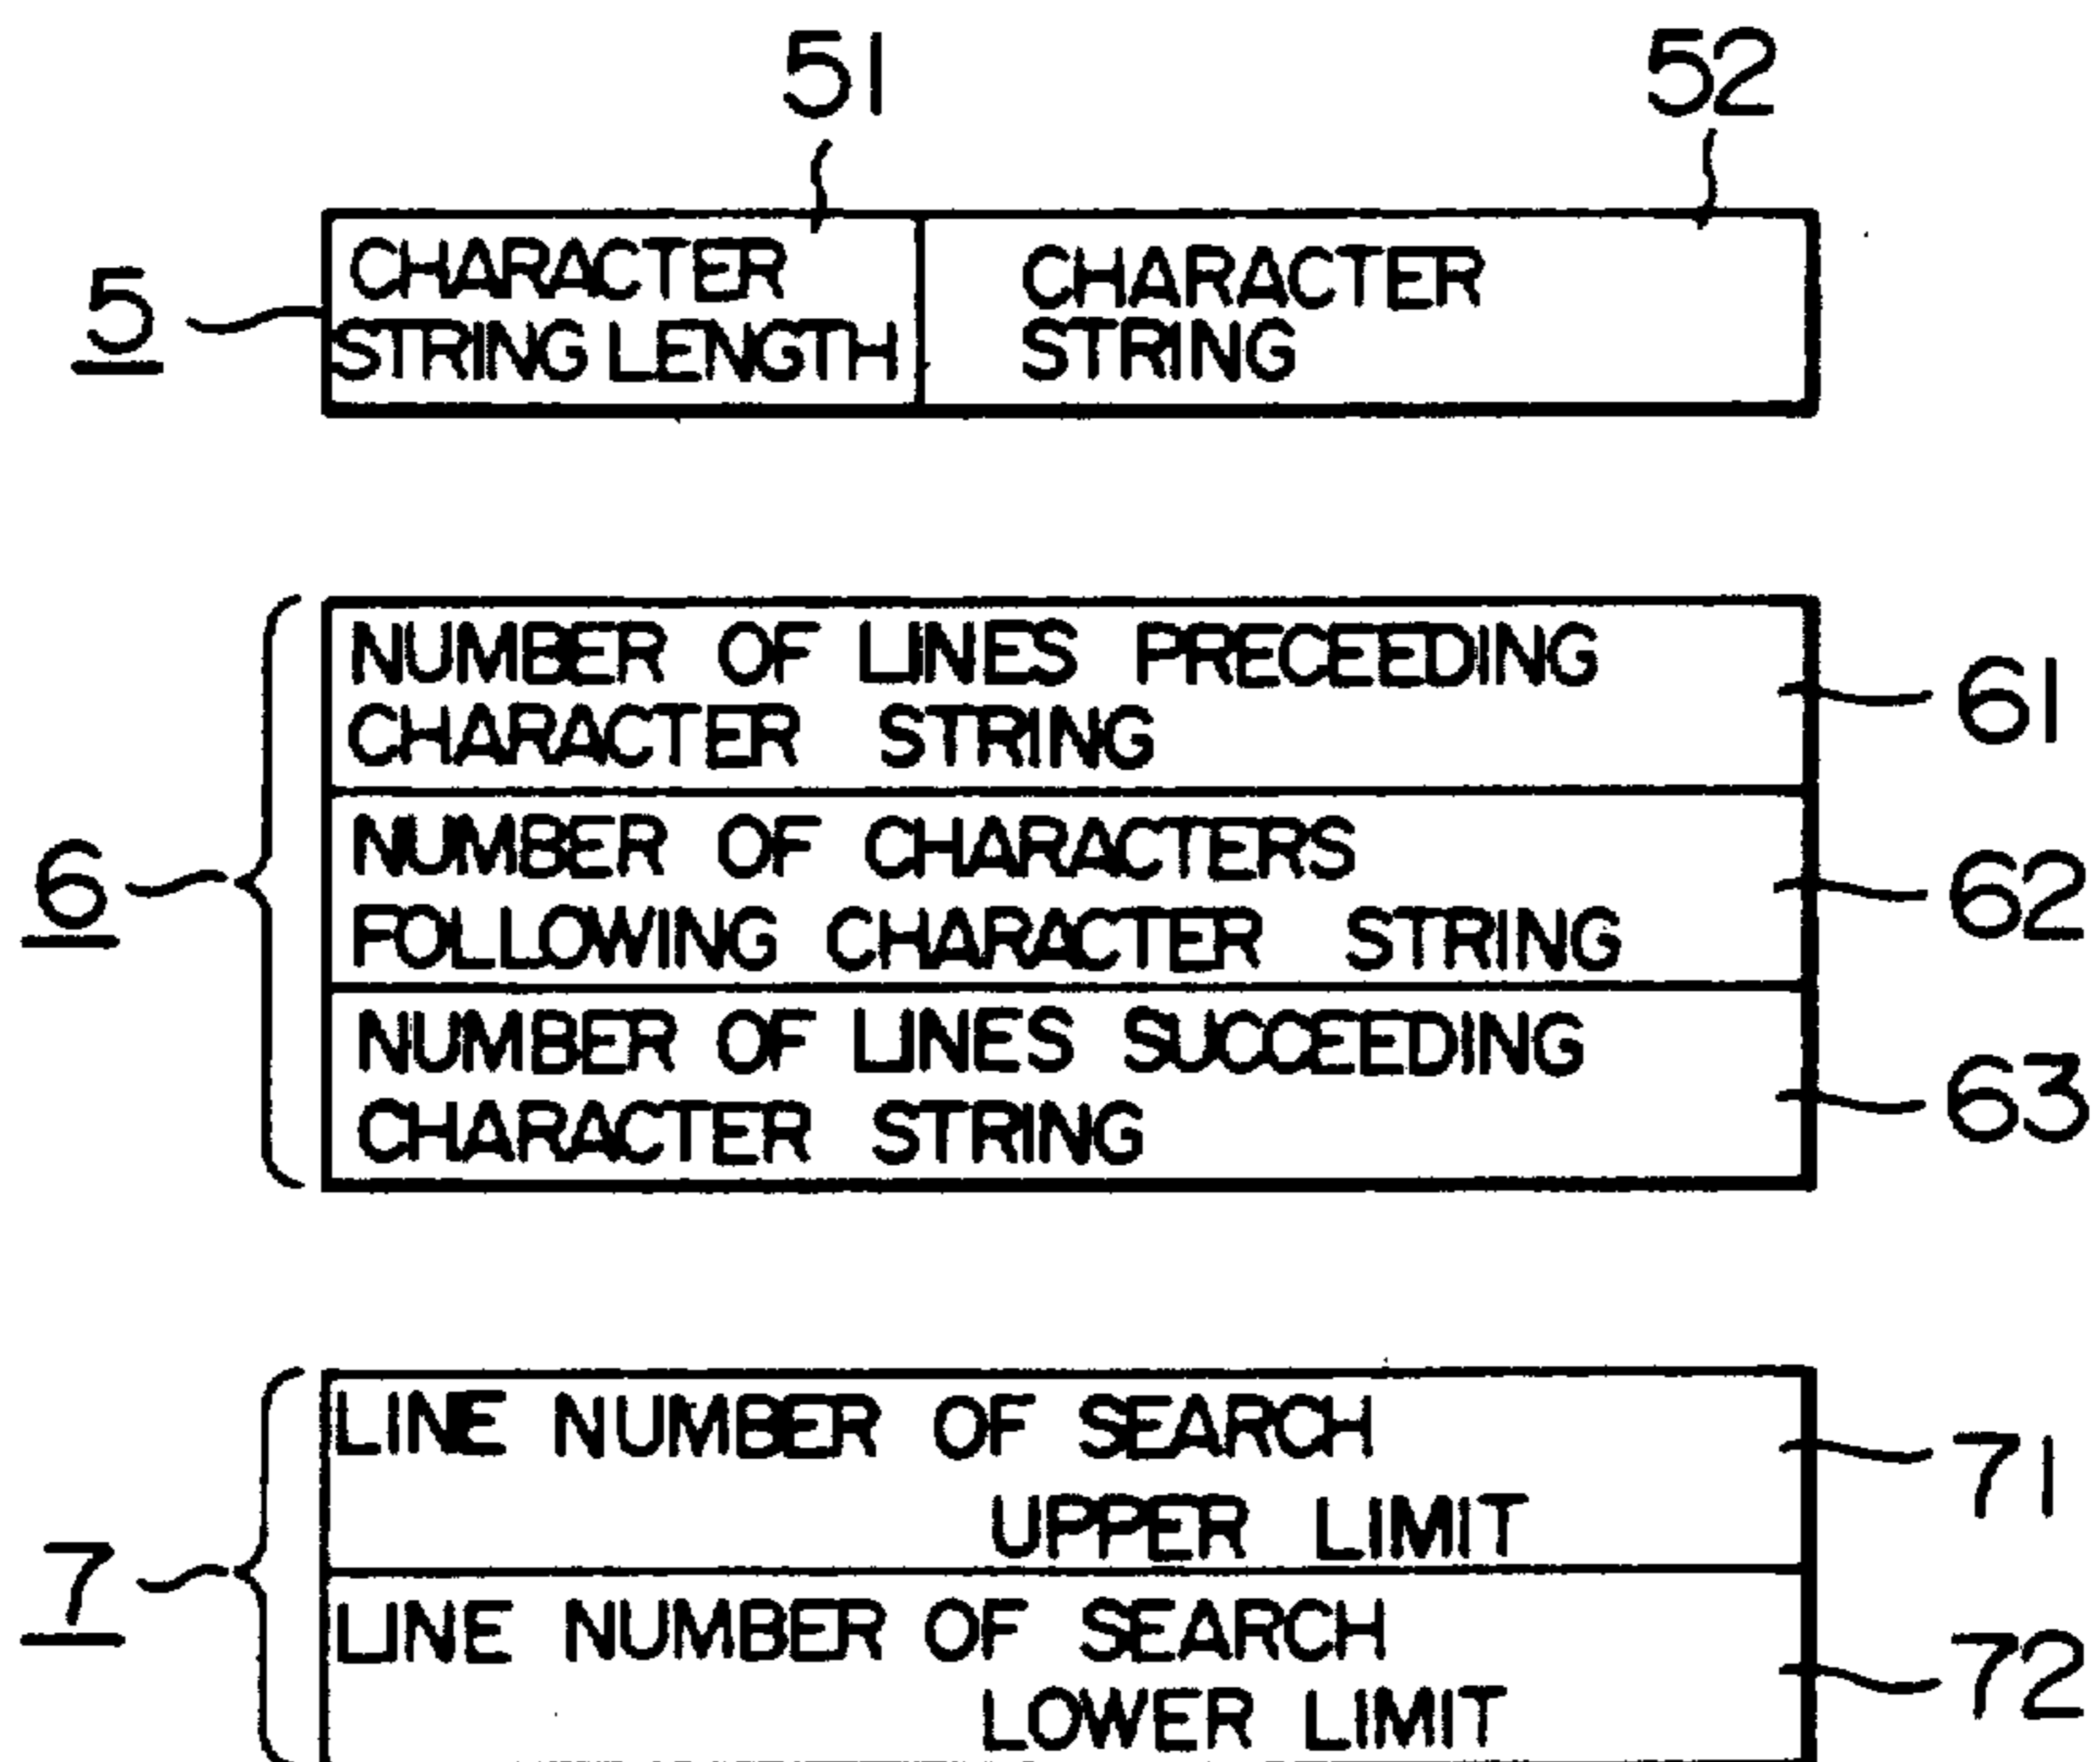 51 52
5
CHARACTER
STRING LENGTH
CHARACTER
STRING
6
NUMBER OF LINES PRECEEDING
CHARACTER STRING
61
NUMBER OF CHARACTERS
FOLLOWING CHARACTER STRING
62
NUMBER OF LINES SUCCEEDING
CHARACTER STRING
63
7
LINE NUMBER OF SEARCH
UPPER LIMIT
71
LINE NUMBER OF SEARCH
LOWER LIMIT
72